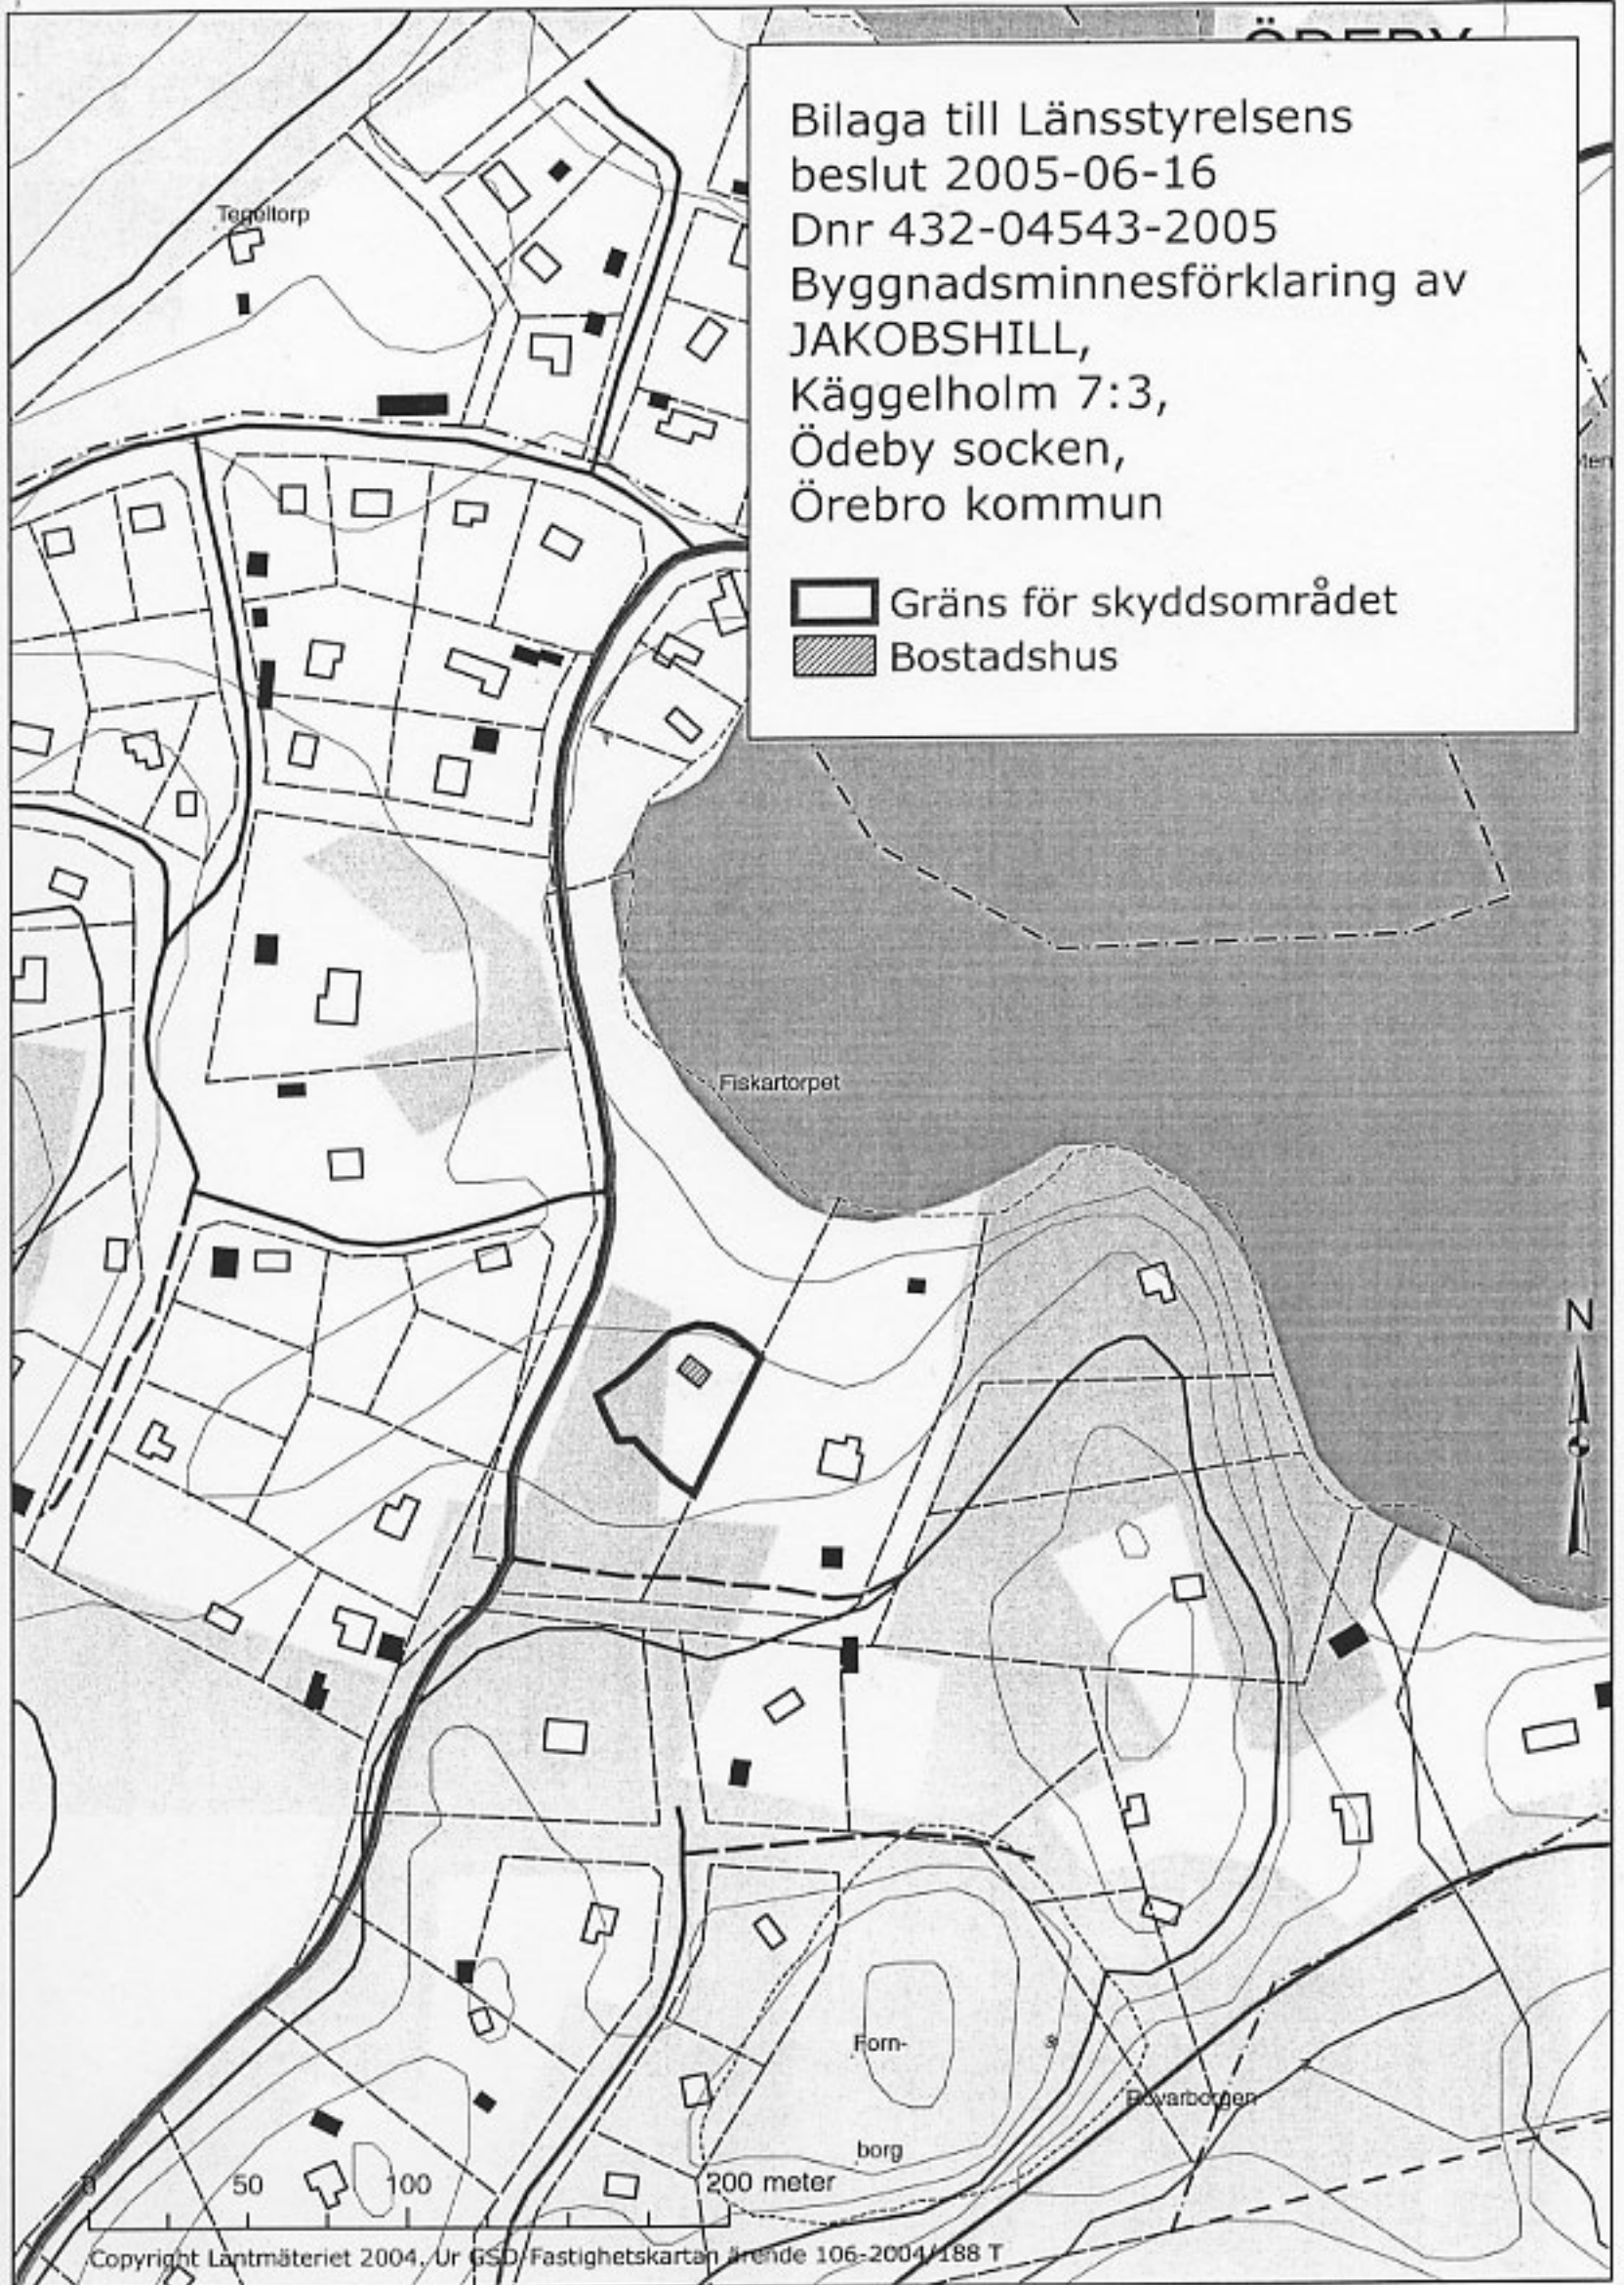 ÖDEBY
Bilaga till Länsstyrelsens
beslut 2005-06-16
Dnr 432-04543-2005
Byggnadsminnesförklaring av
JAKOBSHILL,
Käggelholm 7:3,
Ödeby socken,
Örebro kommun
Gräns för skyddsområdet
Bostadshus
Tegeltorp
Fiskartorpet
N
Forn-
borg
Rövarborgen
0 50 100 200 meter
Copyright Lantmäteriet 2004. Ur GSD-Fastighetskartan ärende 106-2004/188 T